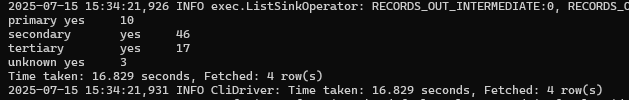 2025-07-15 15:34:21,926 INFO exec.ListSinkOperator: RECORDS_OUT_INTERMEDIATE:0, RECORDS_O
primary yes     10
secondary       yes     46
tertiary        yes     17
unknown yes     3
Time taken: 16.829 seconds, Fetched: 4 row(s)
2025-07-15 15:34:21,931 INFO CliDriver: Time taken: 16.829 seconds, Fetched: 4 row(s)